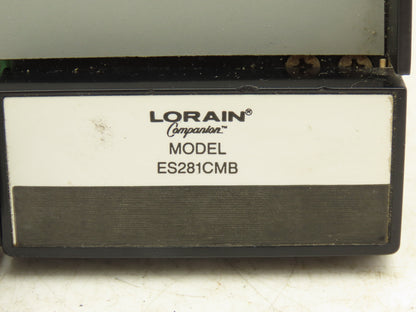 LORAIN®
Companion™
MODEL
ES281CMB